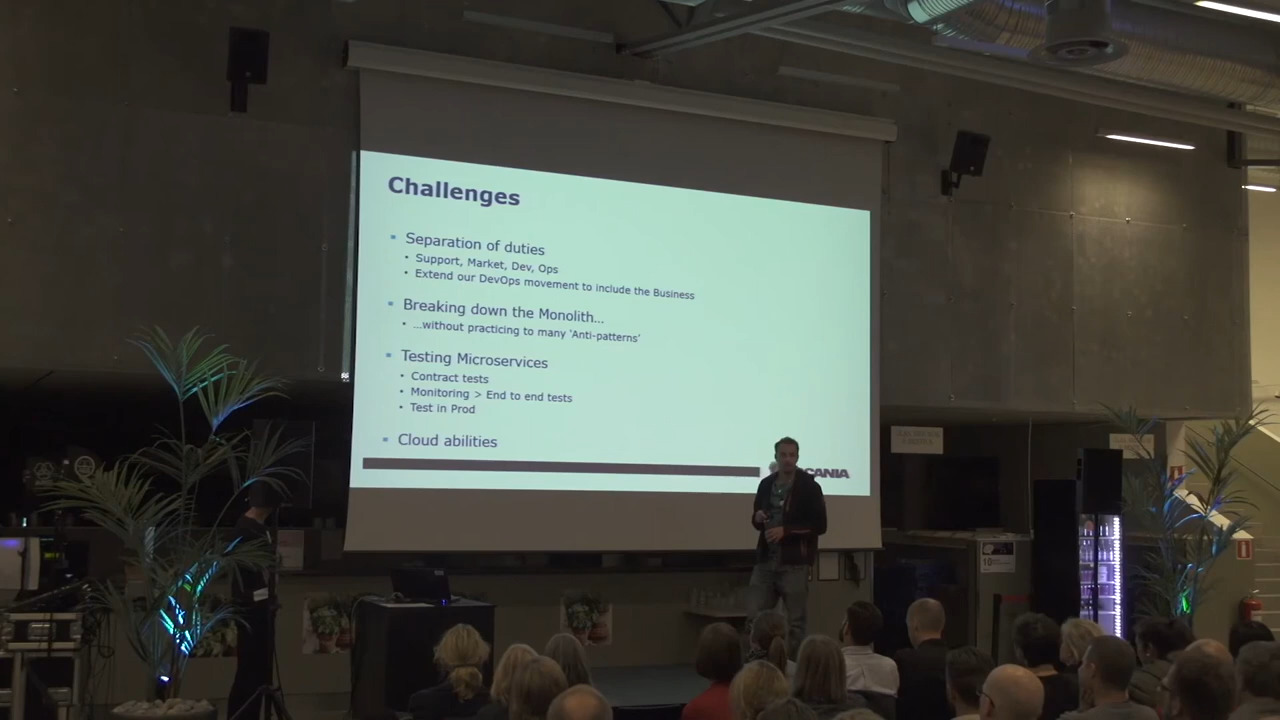 Challenges
Separation of duties
Support, Market, Dev, Ops
Extend our DevOps movement to include the Business
Breaking down the Monolith...
...without practicing to many ‘Anti-patterns’
Testing Microservices
Contract tests
Monitoring > End to end tests
Test in Prod
Cloud abilities
CANIA